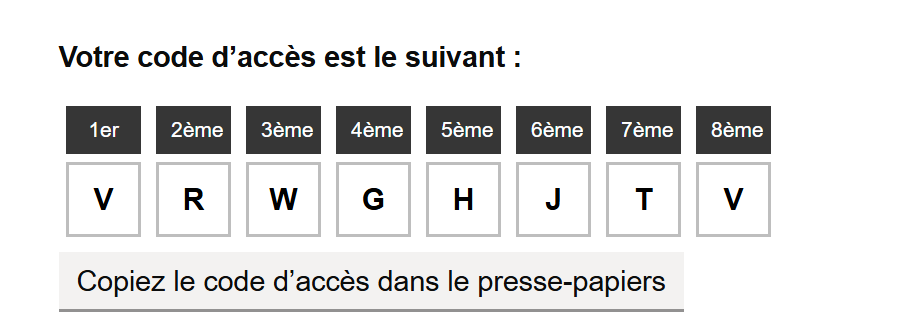 Votre code d’accès est le suivant :
1er 2ème 3ème 4ème 5ème 6ème 7ème 8ème
V R W G H J T V
Copiez le code d’accès dans le presse-papiers